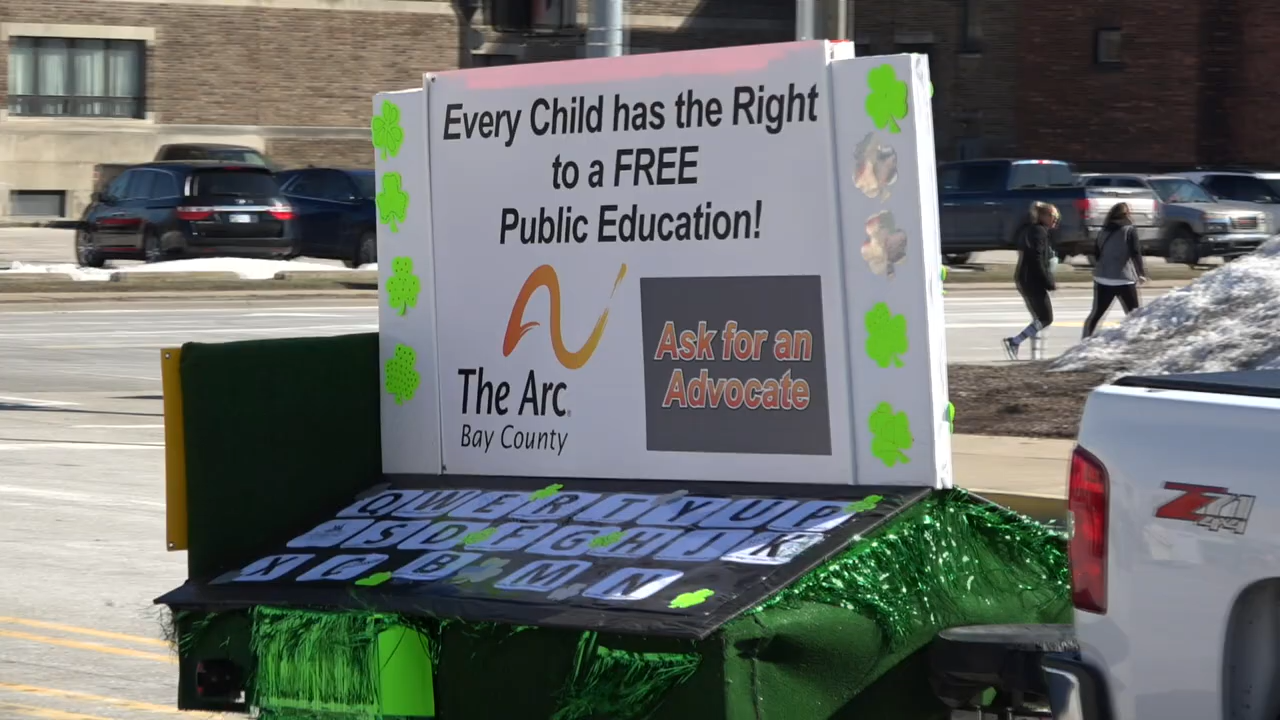 Every Child has the Right
to a FREE
Public Education!
The Arc
Bay County
Ask for an
Advocate
Q W E R T Y U P
S D F G H J K
X C B M N
Z71
4x4